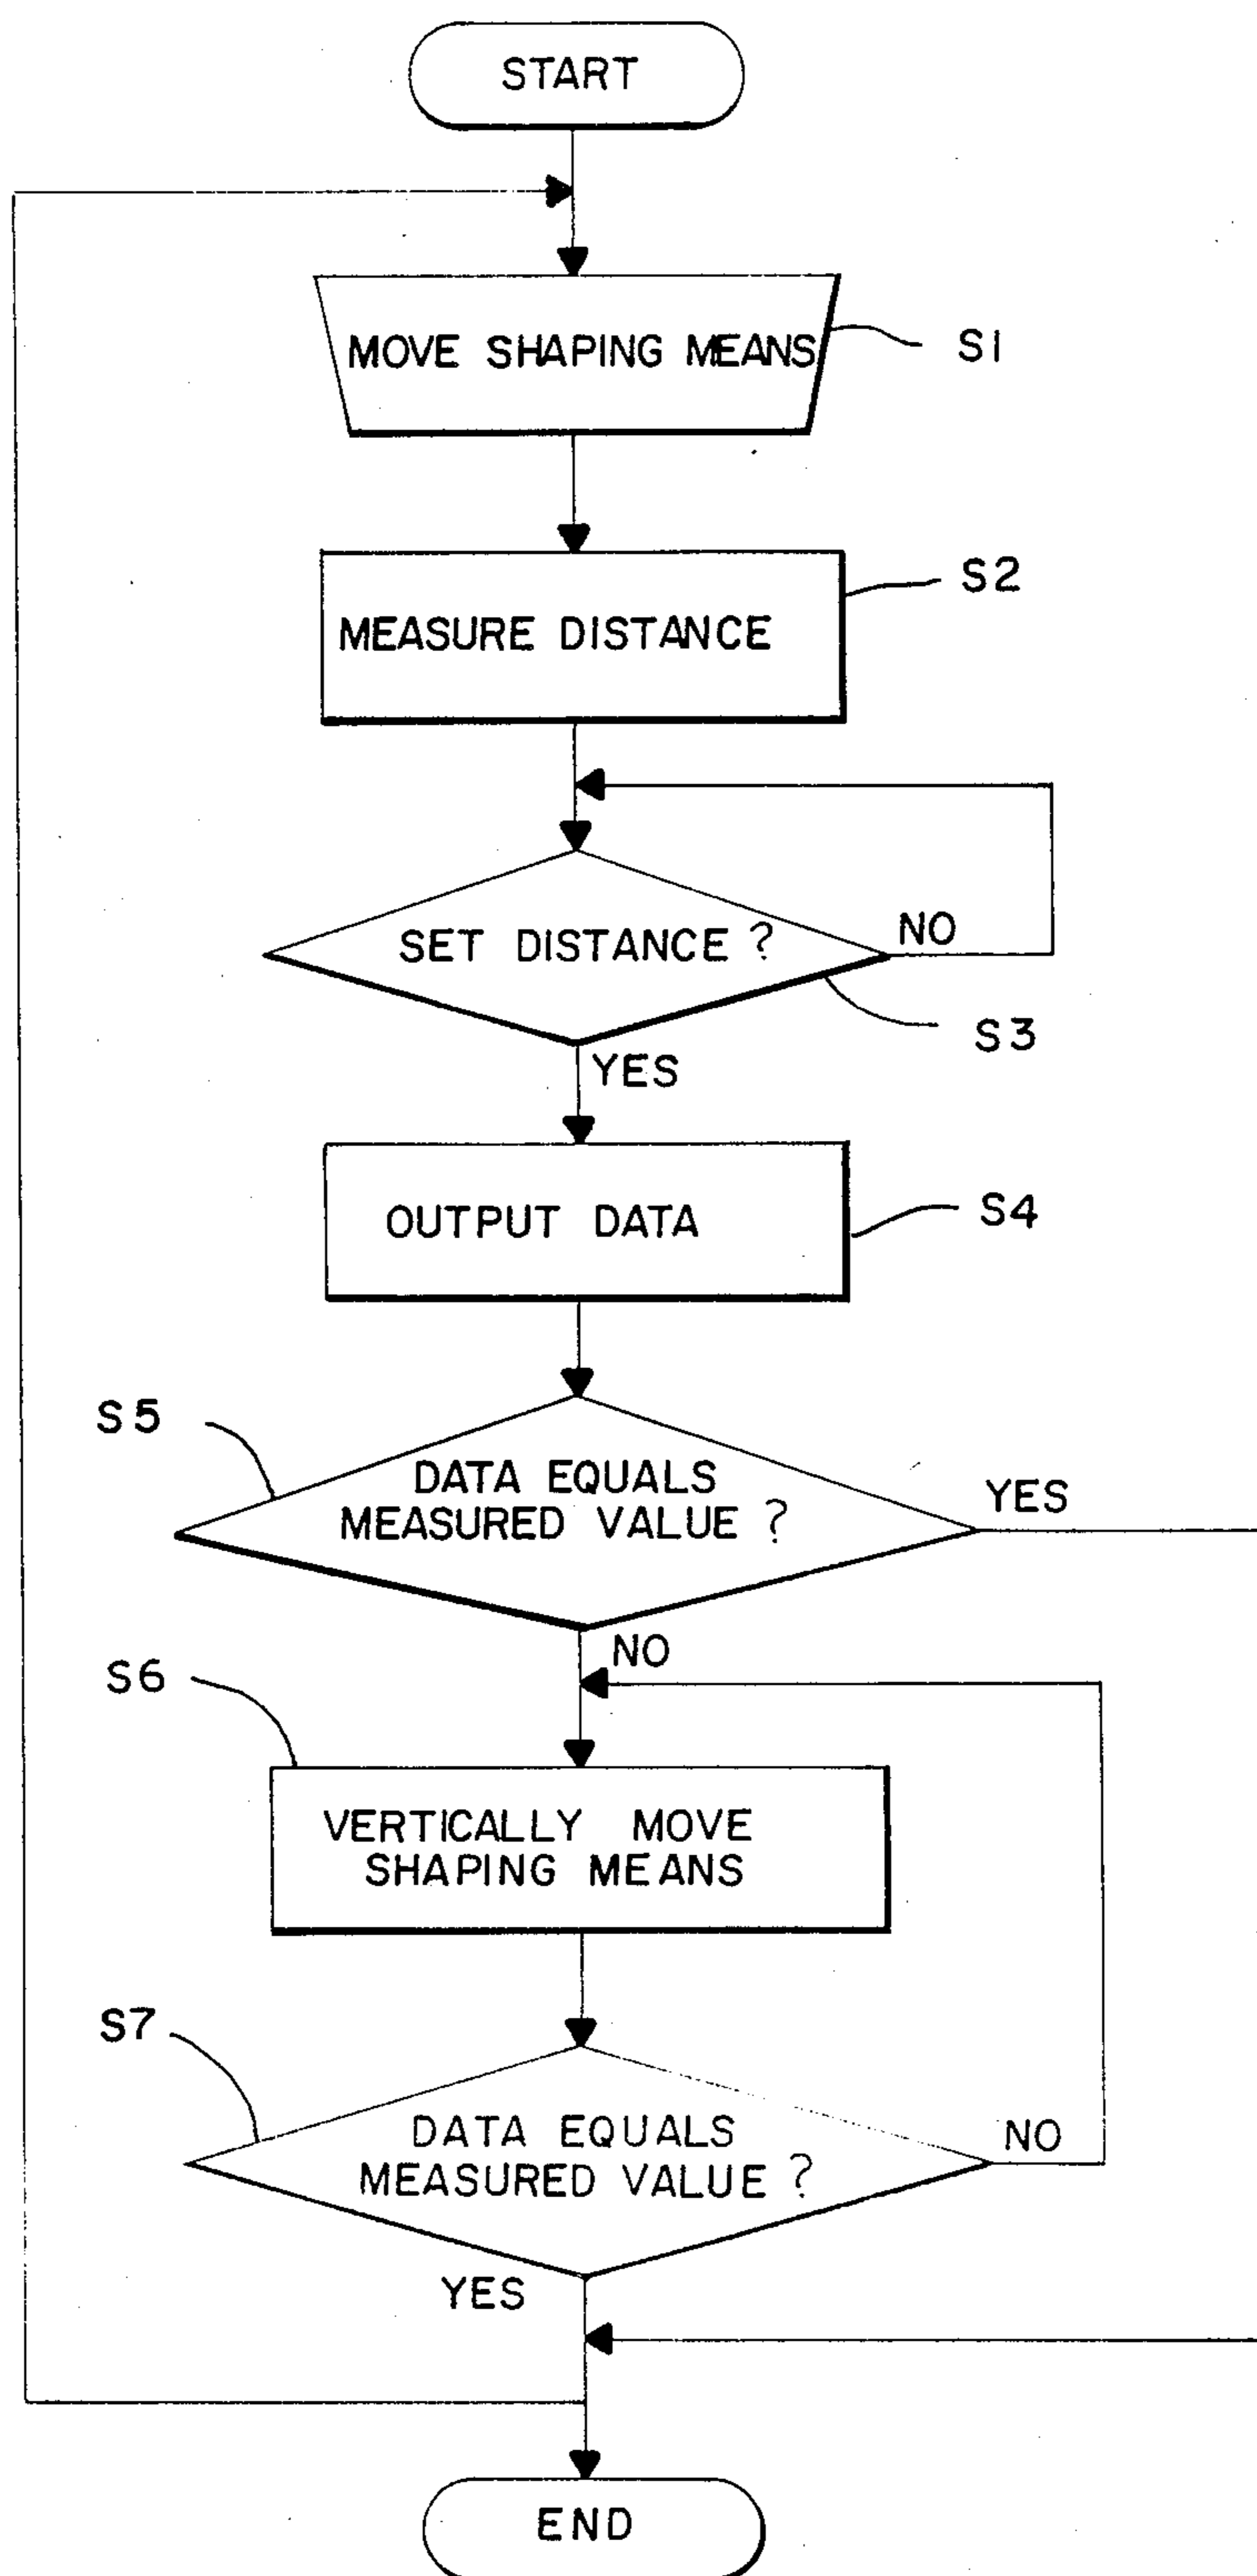 START
MOVE SHAPING MEANS
S1
S2
MEASURE DISTANCE
SET DISTANCE ?
NO
S3
YES
OUTPUT DATA
S4
S5
DATA EQUALS
MEASURED VALUE ?
YES
NO
S6
VERTICALLY MOVE
SHAPING MEANS
S7
DATA EQUALS
MEASURED VALUE ?
NO
YES
END